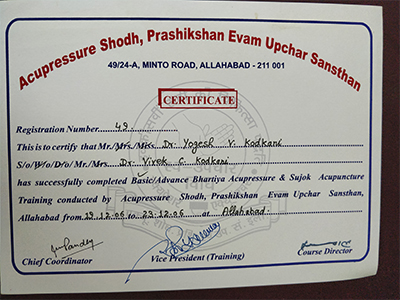 Acupressure Shodh, Prashikshan Evam Upchar Sansthan
49/24-A, MINTO ROAD, ALLAHABAD - 211 001
CERTIFICATE
Registration Number 49
This is to certify that Mr./Mrs./Miss. Dr. Yogesh V. Kodkani
S/o/W/o/D/o/ Mr./Mrs. Dr. Vivek C. Kodkani
has successfully completed Basic/Advance Bhartiya Acupressure & Sujok Acupuncture
Training conducted by Acupressure Shodh, Prashikshan Evam Upchar Sansthan,
Allahabad from 19.12.06 to 23.12.06 at Allahabad.
Chief Coordinator
Vice President (Training)
Course Director